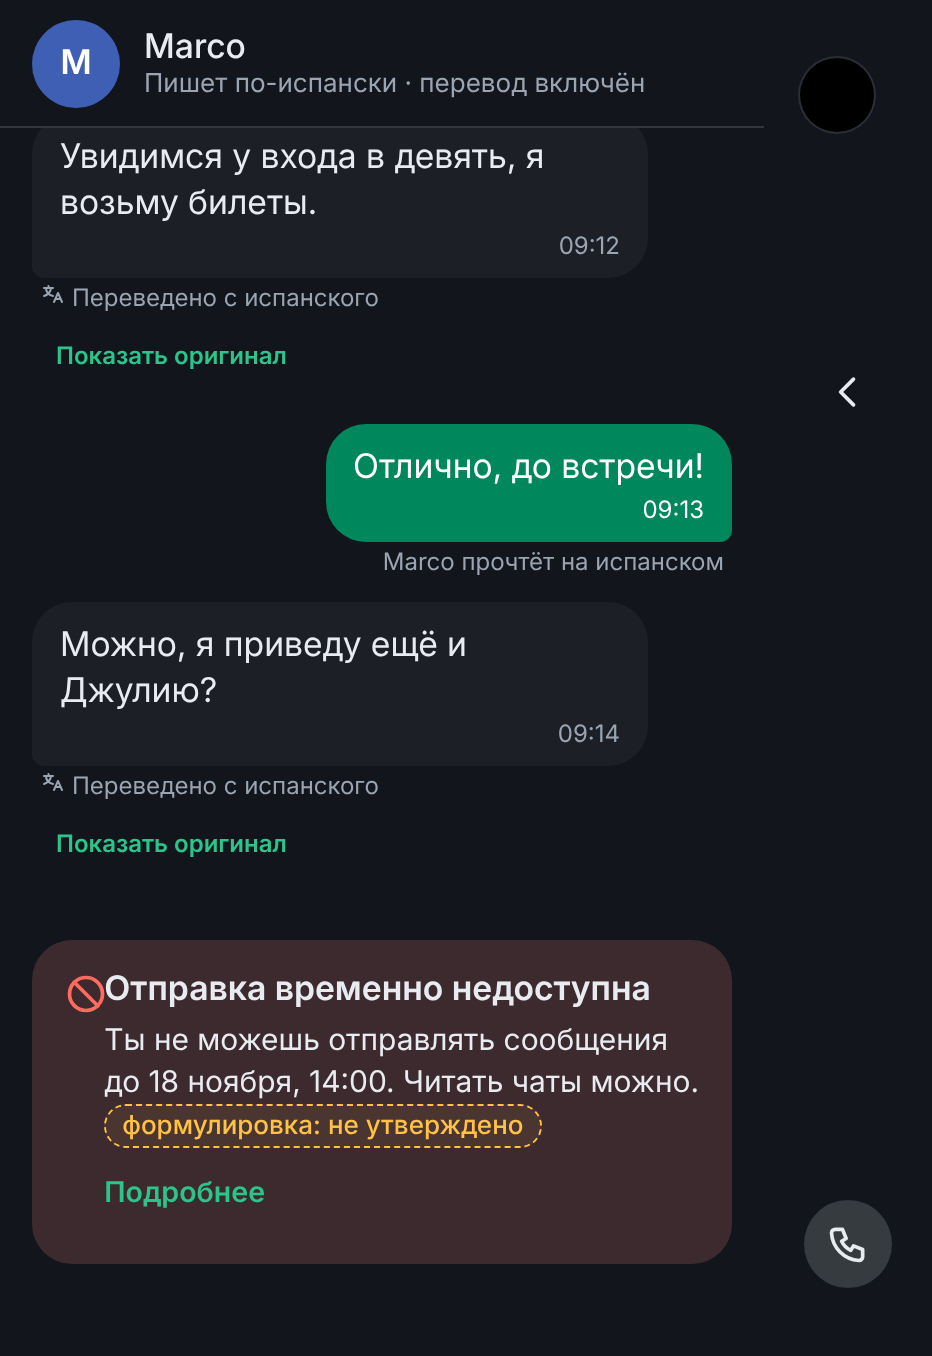 M
Marco
Пишет по-испански · перевод включён
Увидимся у входа в девять, я
возьму билеты.
09:12
Переведено с испанского
Показать оригинал
Отлично, до встречи!
09:13
Marco прочтёт на испанском
Можно, я приведу ещё и
Джулию?
09:14
Переведено с испанского
Показать оригинал
Отправка временно недоступна
Ты не можешь отправлять сообщения
до 18 ноября, 14:00. Читать чаты можно.
формулировка: не утверждено
Подробнее